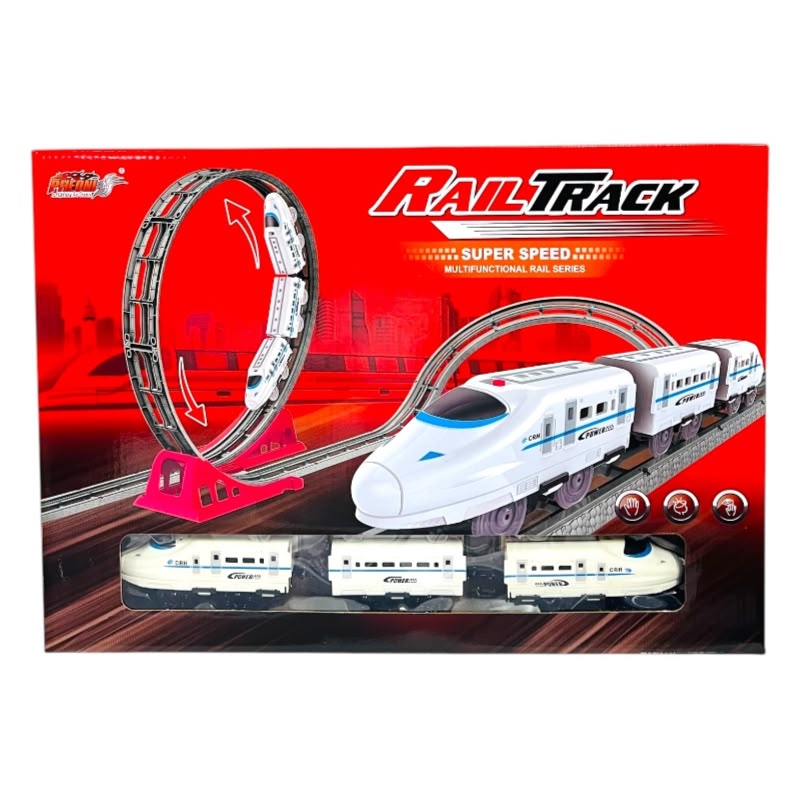 RAIL TRACK
SUPER SPEED
MULTIFUNCTIONAL RAIL SERIES
CRH
POWER
CRH
POWER
POWER
POWER
CRH